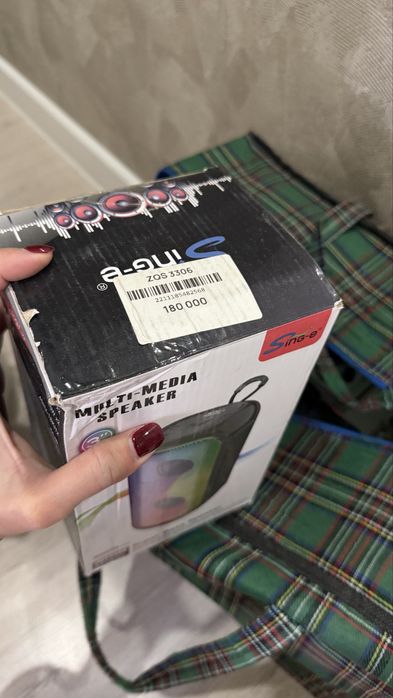 Sing-e®
ZQS 3306
2211185482568
180 000
Sing-e
MULTI-MEDIA
SPEAKER